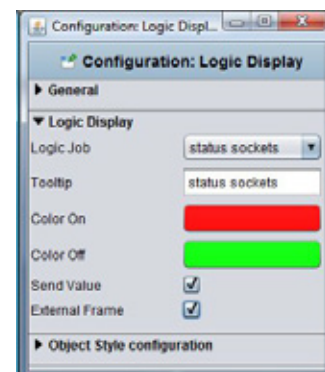 Configuration: Logic Displ...
Configuration: Logic Display
General
Logic Display
Logic Job status sockets
Tooltip status sockets
Color On
Color Off
Send Value
External Frame
Object Style configuration